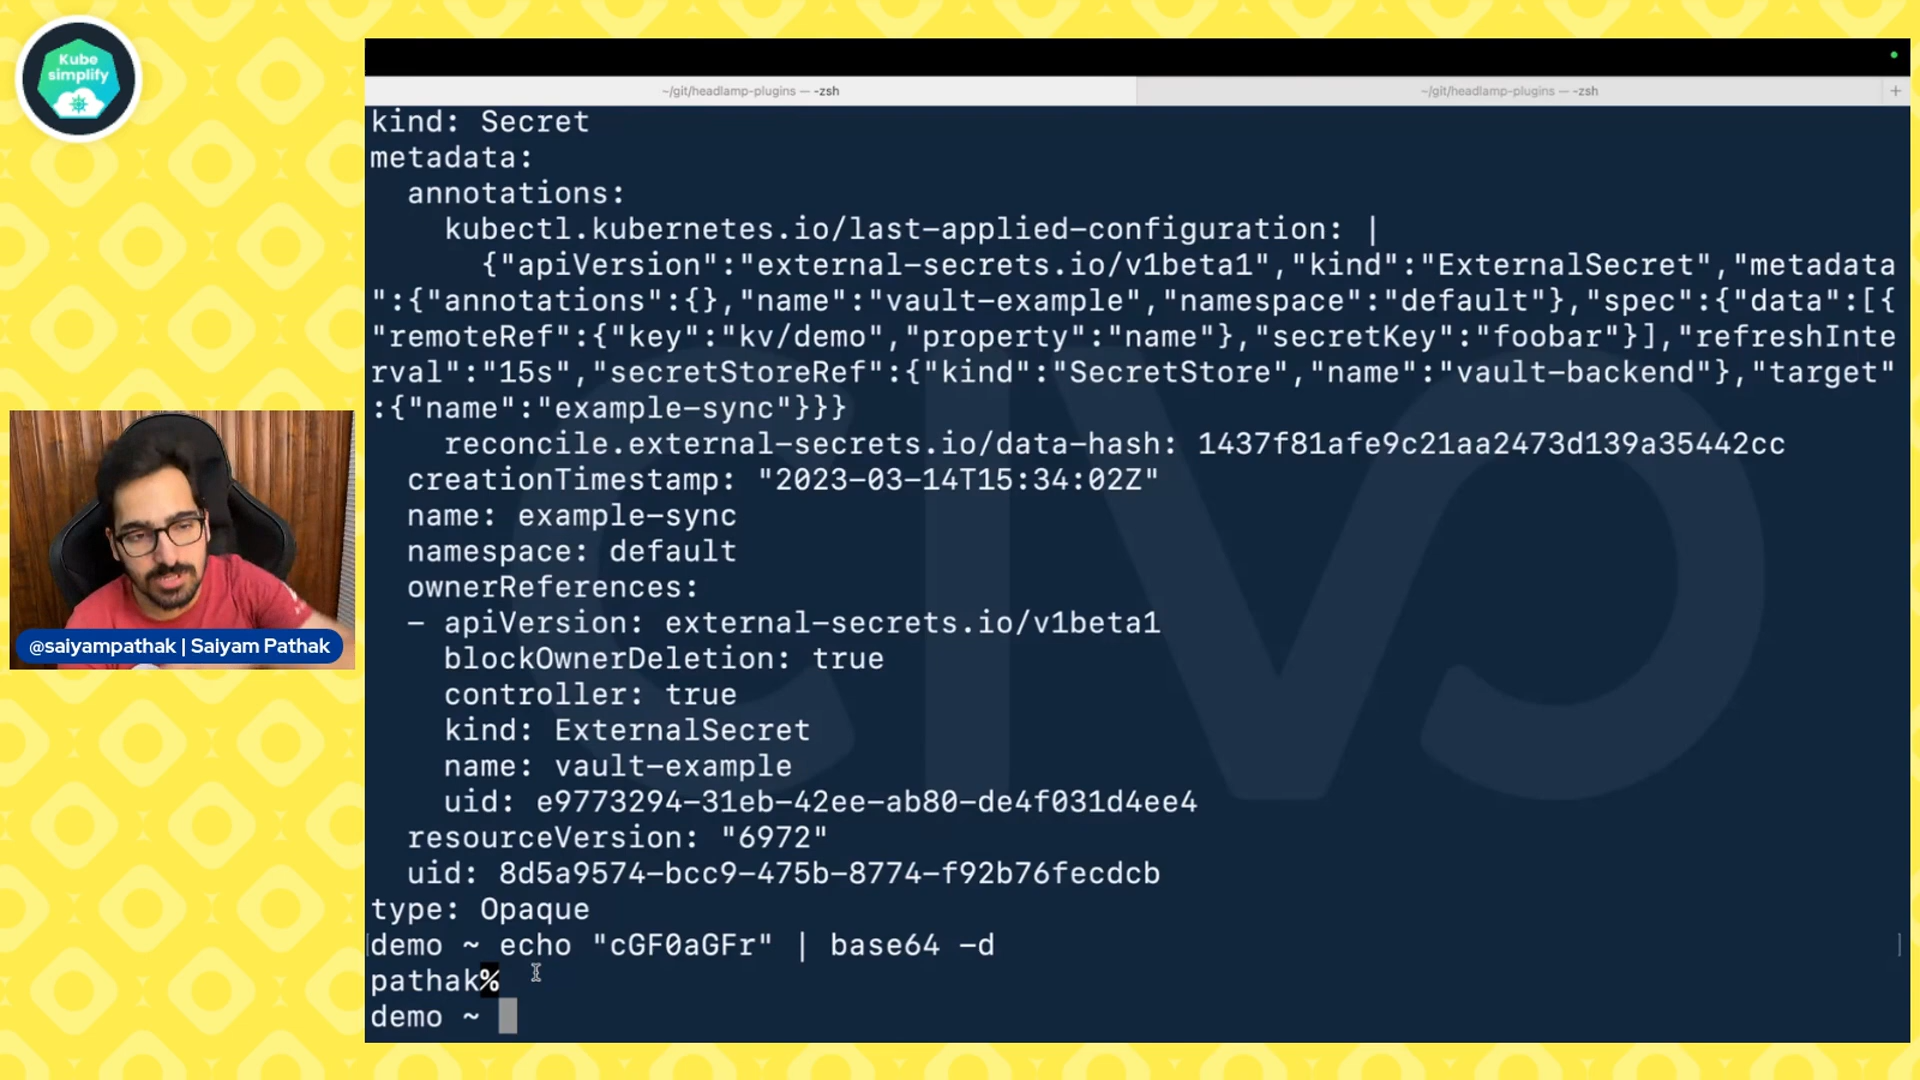 Kube
simplify
~/git/headlamp-plugins — -zsh
~/git/headlamp-plugins — -zsh
+
kind: Secret
metadata:
  annotations:
    kubectl.kubernetes.io/last-applied-configuration: |
      {"apiVersion":"external-secrets.io/v1beta1","kind":"ExternalSecret","metadata
":{"annotations":{},"name":"vault-example","namespace":"default"},"spec":{"data":[{
"remoteRef":{"key":"kv/demo","property":"name"},"secretKey":"foobar"}],"refreshInte
rval":"15s","secretStoreRef":{"kind":"SecretStore","name":"vault-backend"},"target"
:{"name":"example-sync"}}}
    reconcile.external-secrets.io/data-hash: 1437f81afe9c21aa2473d139a35442cc
  creationTimestamp: "2023-03-14T15:34:02Z"
  name: example-sync
  namespace: default
  ownerReferences:
  - apiVersion: external-secrets.io/v1beta1
    blockOwnerDeletion: true
    controller: true
    kind: ExternalSecret
    name: vault-example
    uid: e9773294-31eb-42ee-ab80-de4f031d4ee4
  resourceVersion: "6972"
  uid: 8d5a9574-bcc9-475b-8774-f92b76fecdcb
type: Opaque
demo ~ echo "cGF0aGFr" | base64 -d
pathak%
demo ~
@saiyampathak | Saiyam Pathak
CIVO